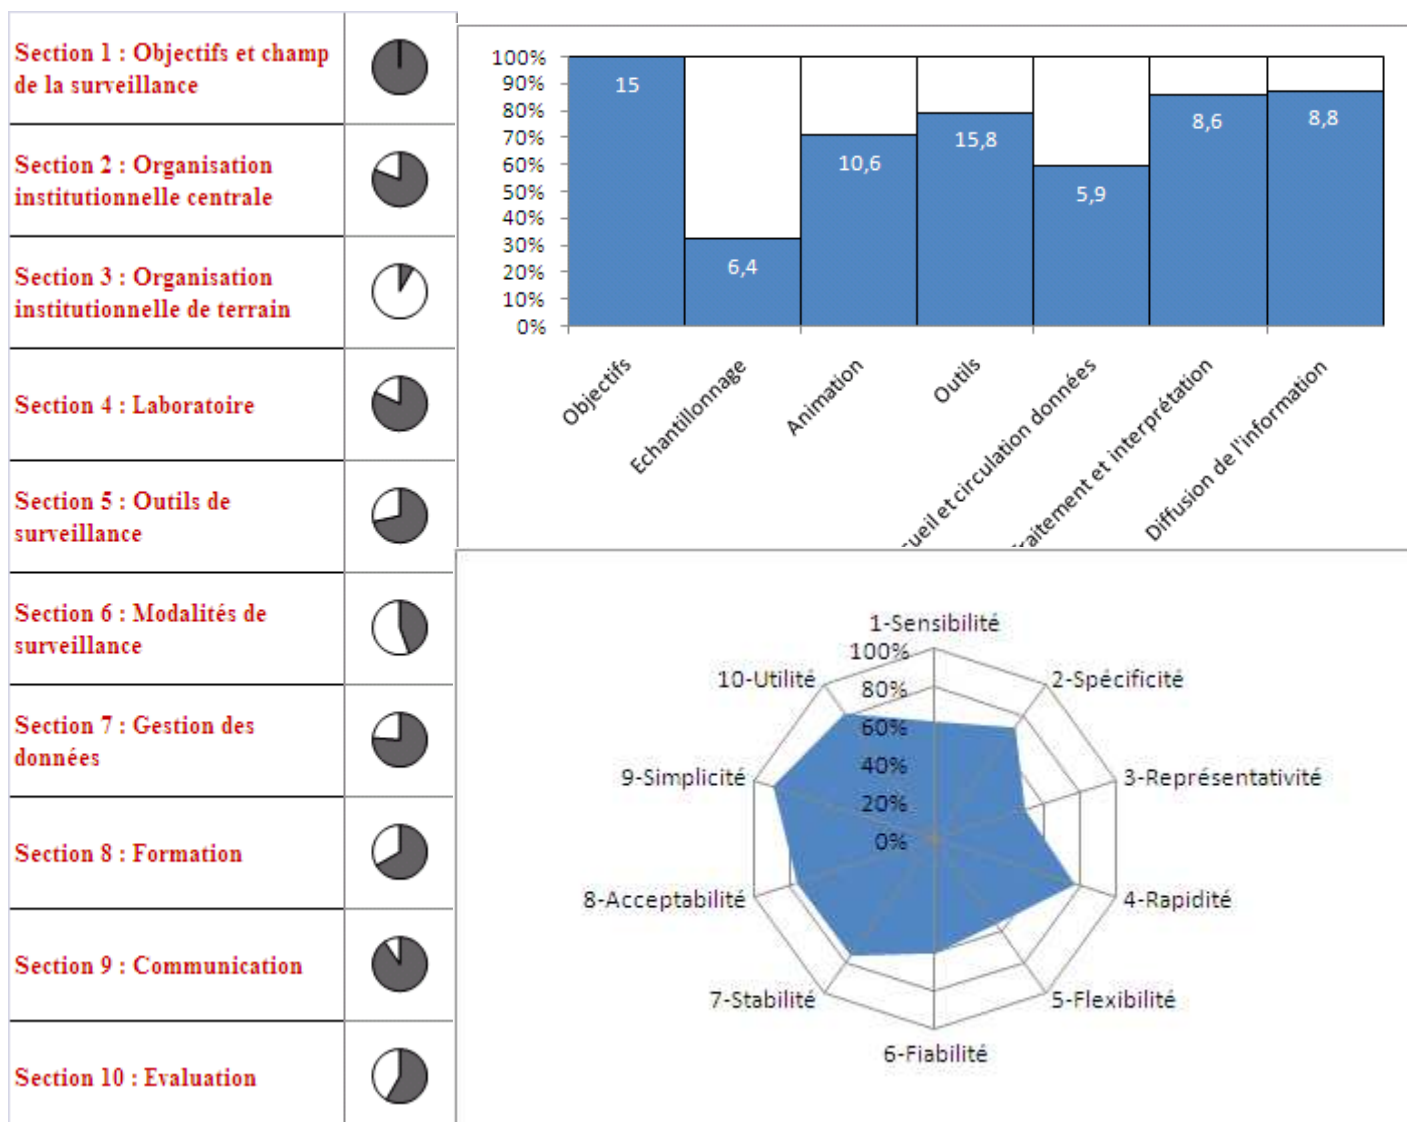 Section 1 : Objectifs et champ
de la surveillance
Section 2 : Organisation
institutionnelle centrale
Section 3 : Organisation
institutionnelle de terrain
Section 4 : Laboratoire
Section 5 : Outils de
surveillance
Section 6 : Modalités de
surveillance
Section 7 : Gestion des
données
Section 8 : Formation
Section 9 : Communication
Section 10 : Evaluation
100%
90%
80%
70%
60%
50%
40%
30%
20%
10%
0%
15
6,4
10,6
15,8
5,9
8,6
8,8
Objectifs
Echantillonnage
Animation
Outils
cueil et circulation données
raitement et interprétation
Diffusion de l'information
1-Sensibilité
2-Spécificité
3-Représentativité
4-Rapidité
5-Flexibilité
6-Fiabilité
7-Stabilité
8-Acceptabilité
9-Simplicité
10-Utilité
100%
80%
60%
40%
20%
0%